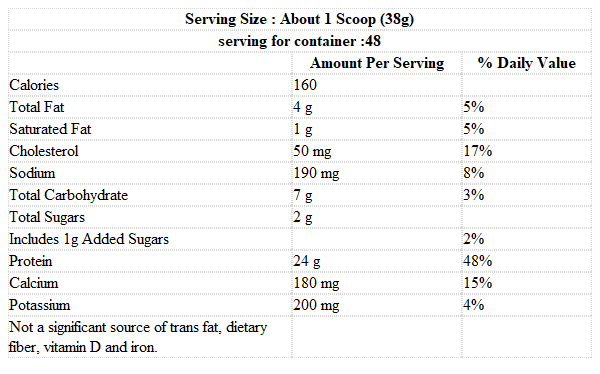 Serving Size : About 1 Scoop (38g)
serving for container :48
Amount Per Serving % Daily Value
Calories 160
Total Fat 4 g 5%
Saturated Fat 1 g 5%
Cholesterol 50 mg 17%
Sodium 190 mg 8%
Total Carbohydrate 7 g 3%
Total Sugars 2 g
Includes 1g Added Sugars 2%
Protein 24 g 48%
Calcium 180 mg 15%
Potassium 200 mg 4%
Not a significant source of trans fat, dietary
fiber, vitamin D and iron.